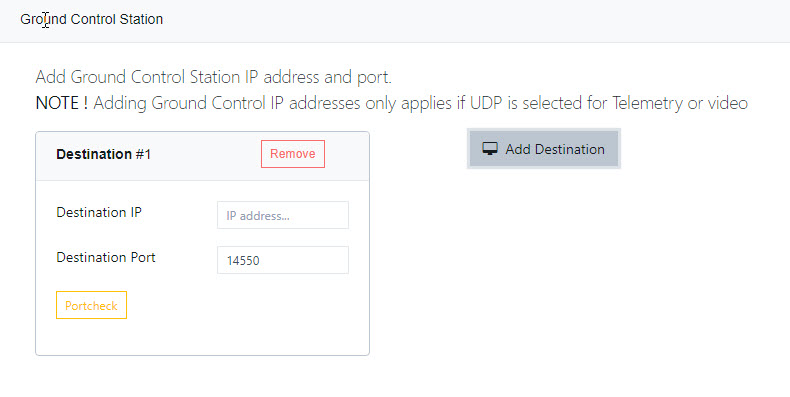 Ground Control Station
Add Ground Control Station IP address and port.
NOTE ! Adding Ground Control IP addresses only applies if UDP is selected for Telemetry or video
Destination #1
Remove
Add Destination
Destination IP
IP address...
Destination Port
14550
Portcheck